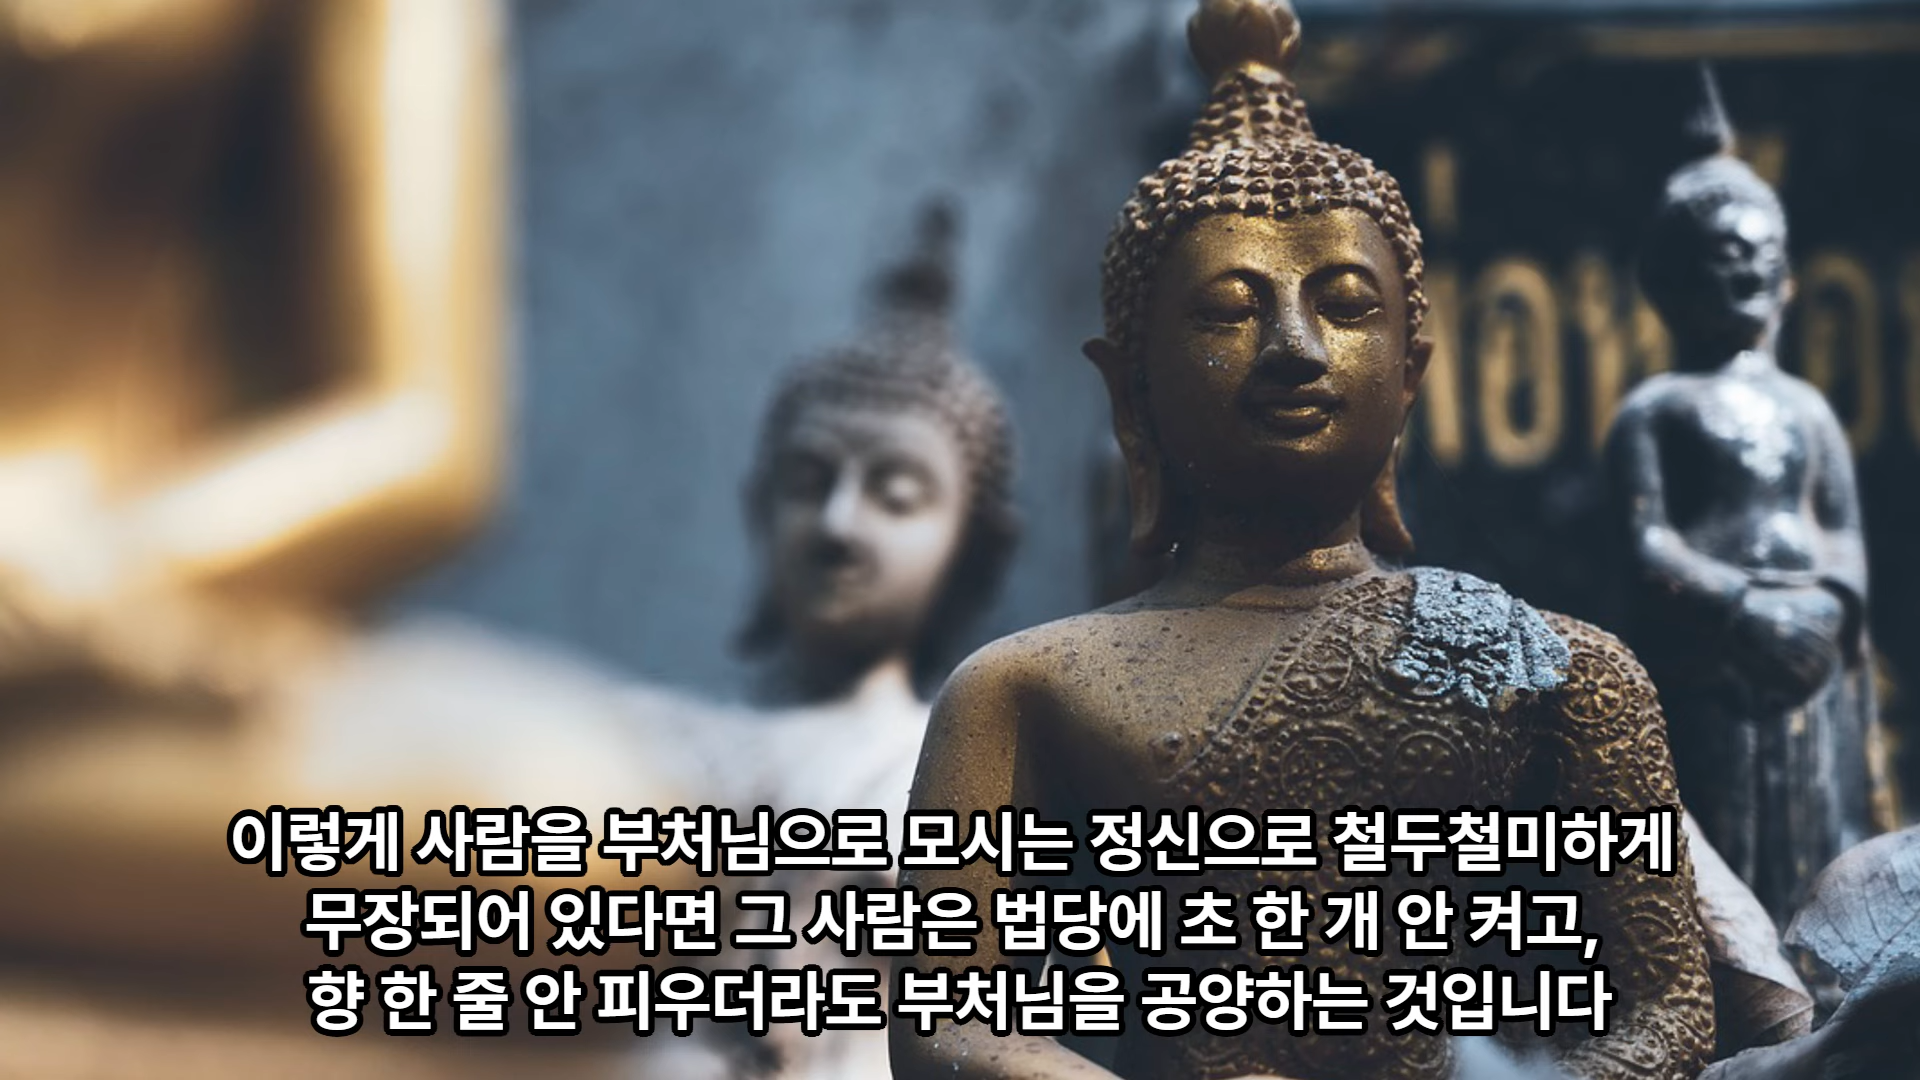 이렇게 사람을 부처님으로 모시는 정신으로 철두철미하게
무장되어 있다면 그 사람은 법당에 초 한 개 안 켜고,
향 한 줄 안 피우더라도 부처님을 공양하는 것입니다